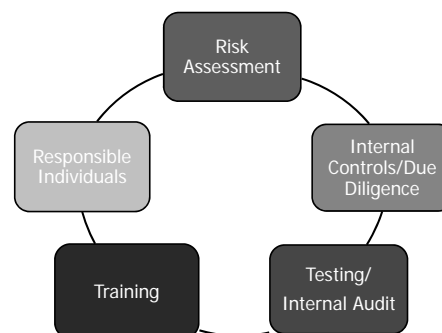 Risk
Assessment
Internal
Controls/Due
Diligence
Testing/
Internal Audit
Training
Responsible
Individuals